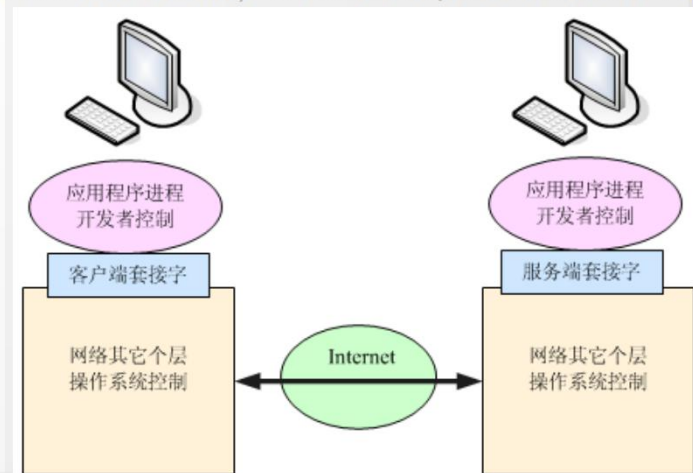 应用程序进程
开发者控制
客户端套接字
网络其它个层
操作系统控制
Internet
应用程序进程
开发者控制
服务端套接字
网络其它个层
操作系统控制